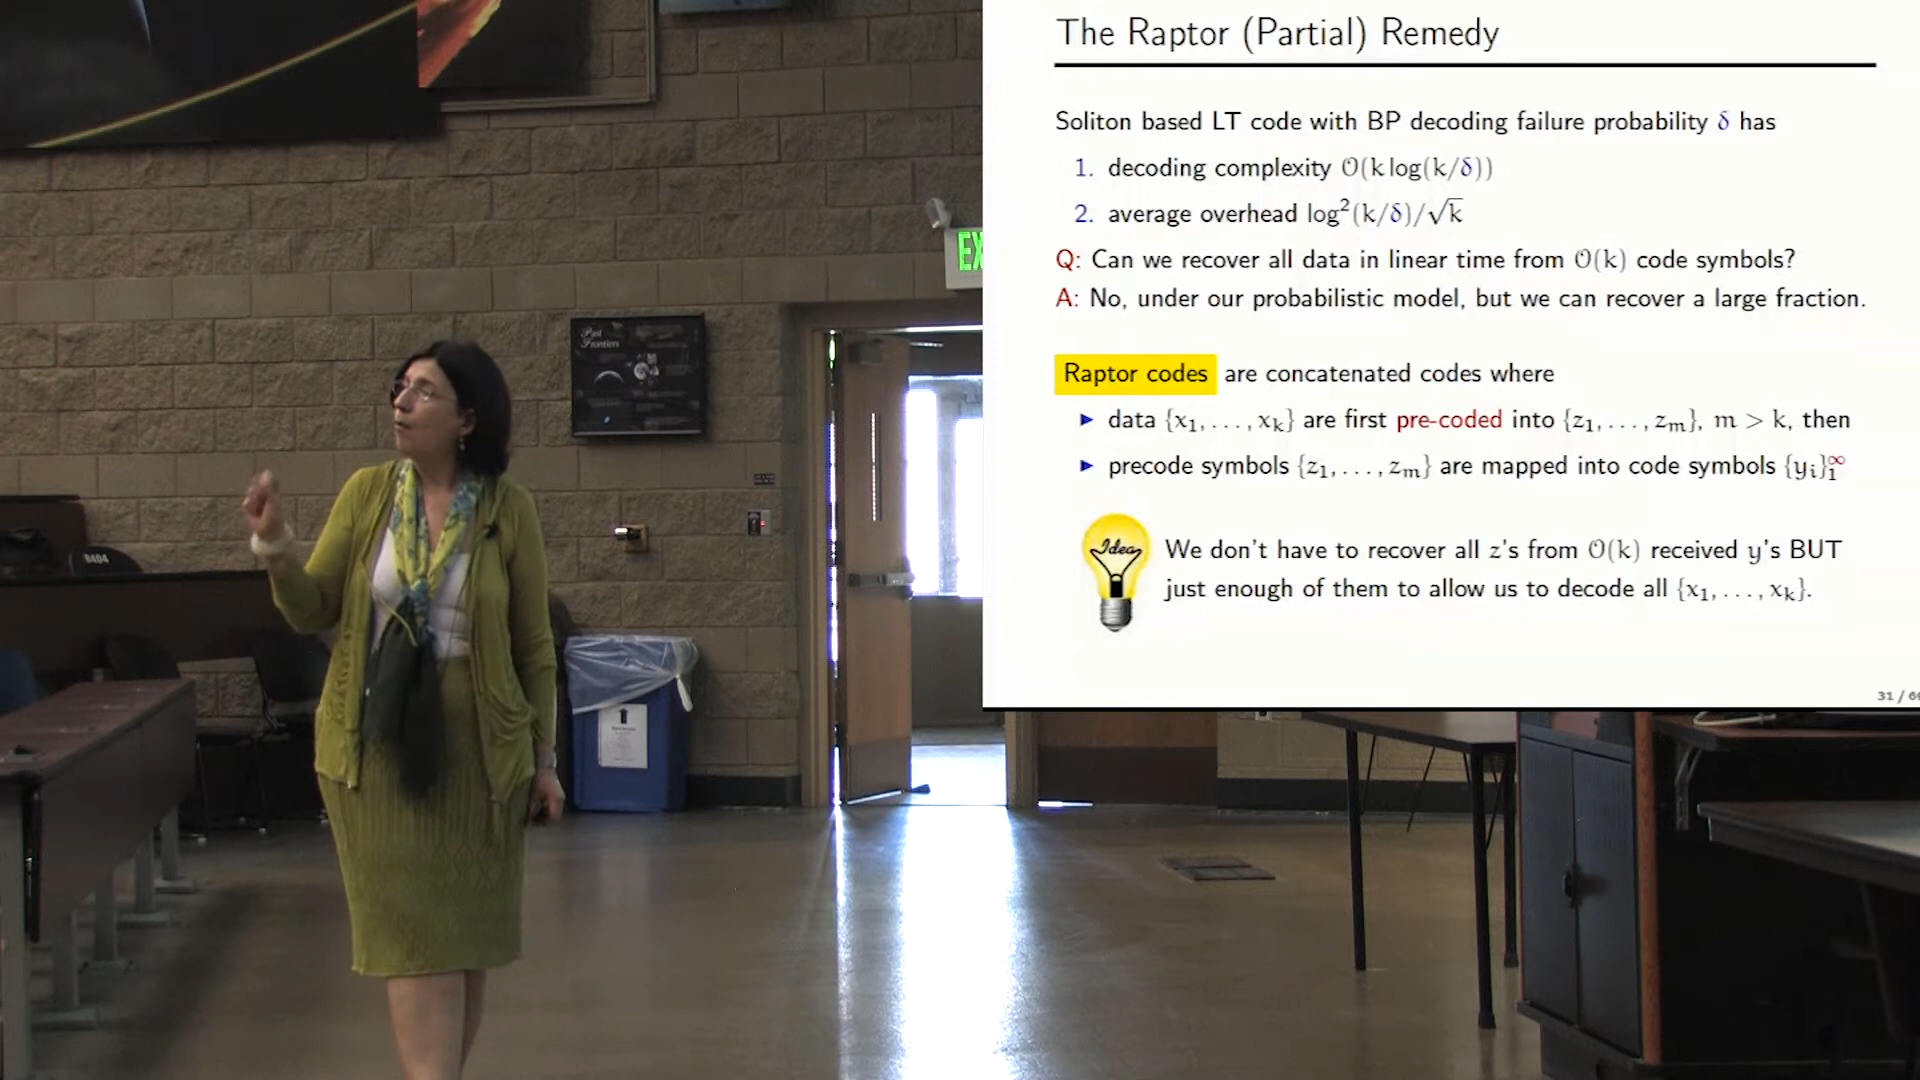 The Raptor (Partial) Remedy
Soliton based LT code with BP decoding failure probability δ has
1. decoding complexity O(k log(k/δ))
2. average overhead log²(k/δ)/√k
Q: Can we recover all data in linear time from O(k) code symbols?
A: No, under our probabilistic model, but we can recover a large fraction.
Raptor codes are concatenated codes where
▶ data {x₁, . . . , xₖ} are first pre-coded into {z₁, . . . , zₘ}, m > k, then
▶ precode symbols {z₁, . . . , zₘ} are mapped into code symbols {yᵢ}₁^∞
Idea
We don't have to recover all z's from O(k) received y's BUT
just enough of them to allow us to decode all {x₁, . . . , xₖ}.
31 / 6
EX
Past
Frontiers
9404